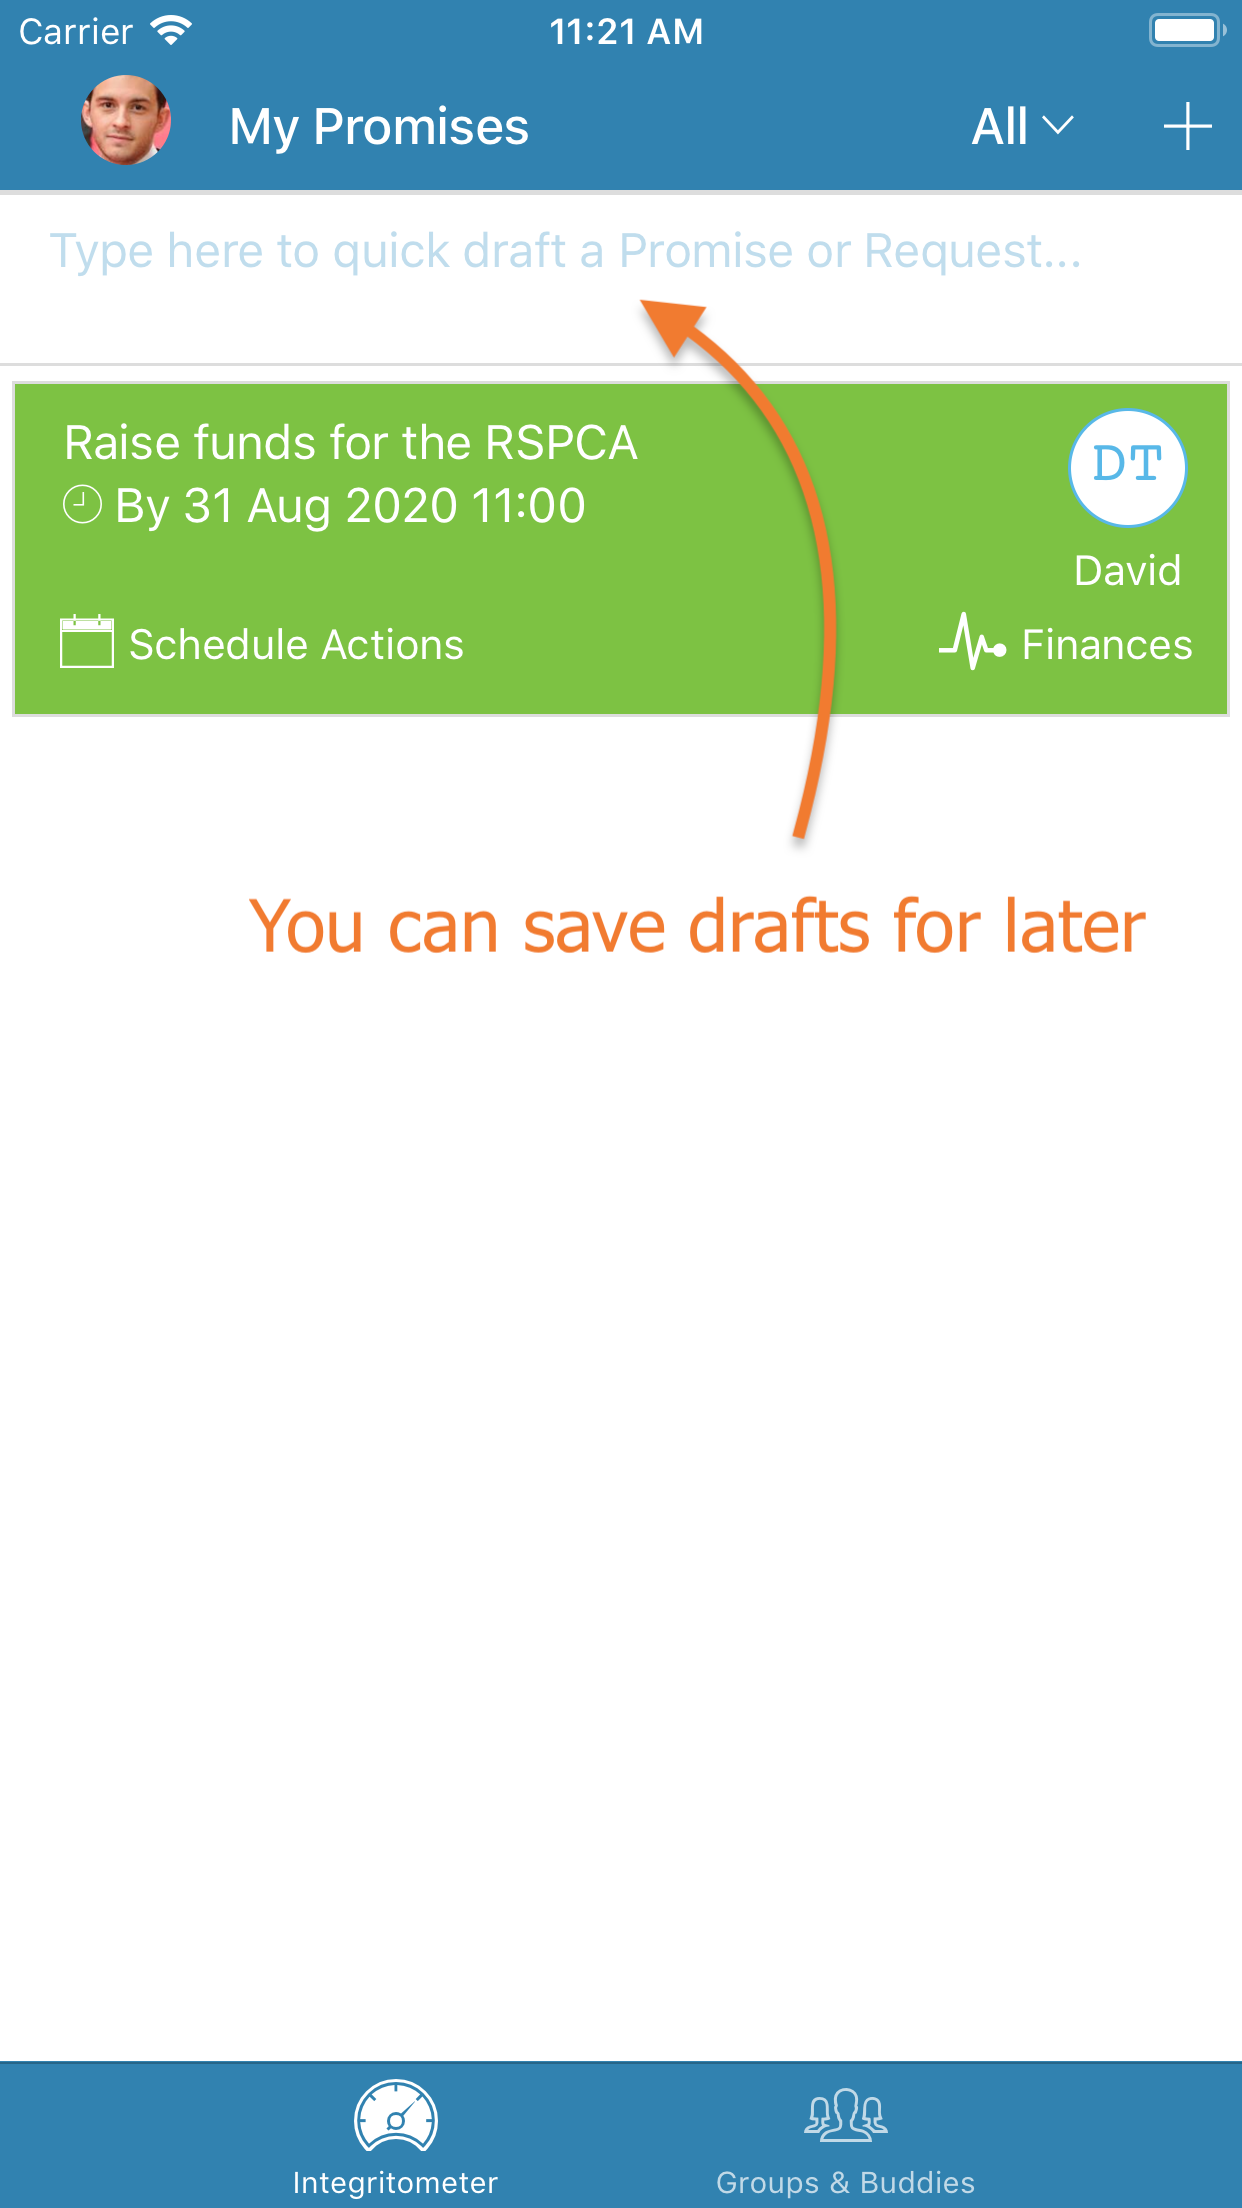 Carrier 11:21 AM
My Promises All
Type here to quick draft a Promise or Request...
Raise funds for the RSPCA
DT
By 31 Aug 2020 11:00
David
Schedule Actions Finances
You can save drafts for later
Integritometer Groups & Buddies